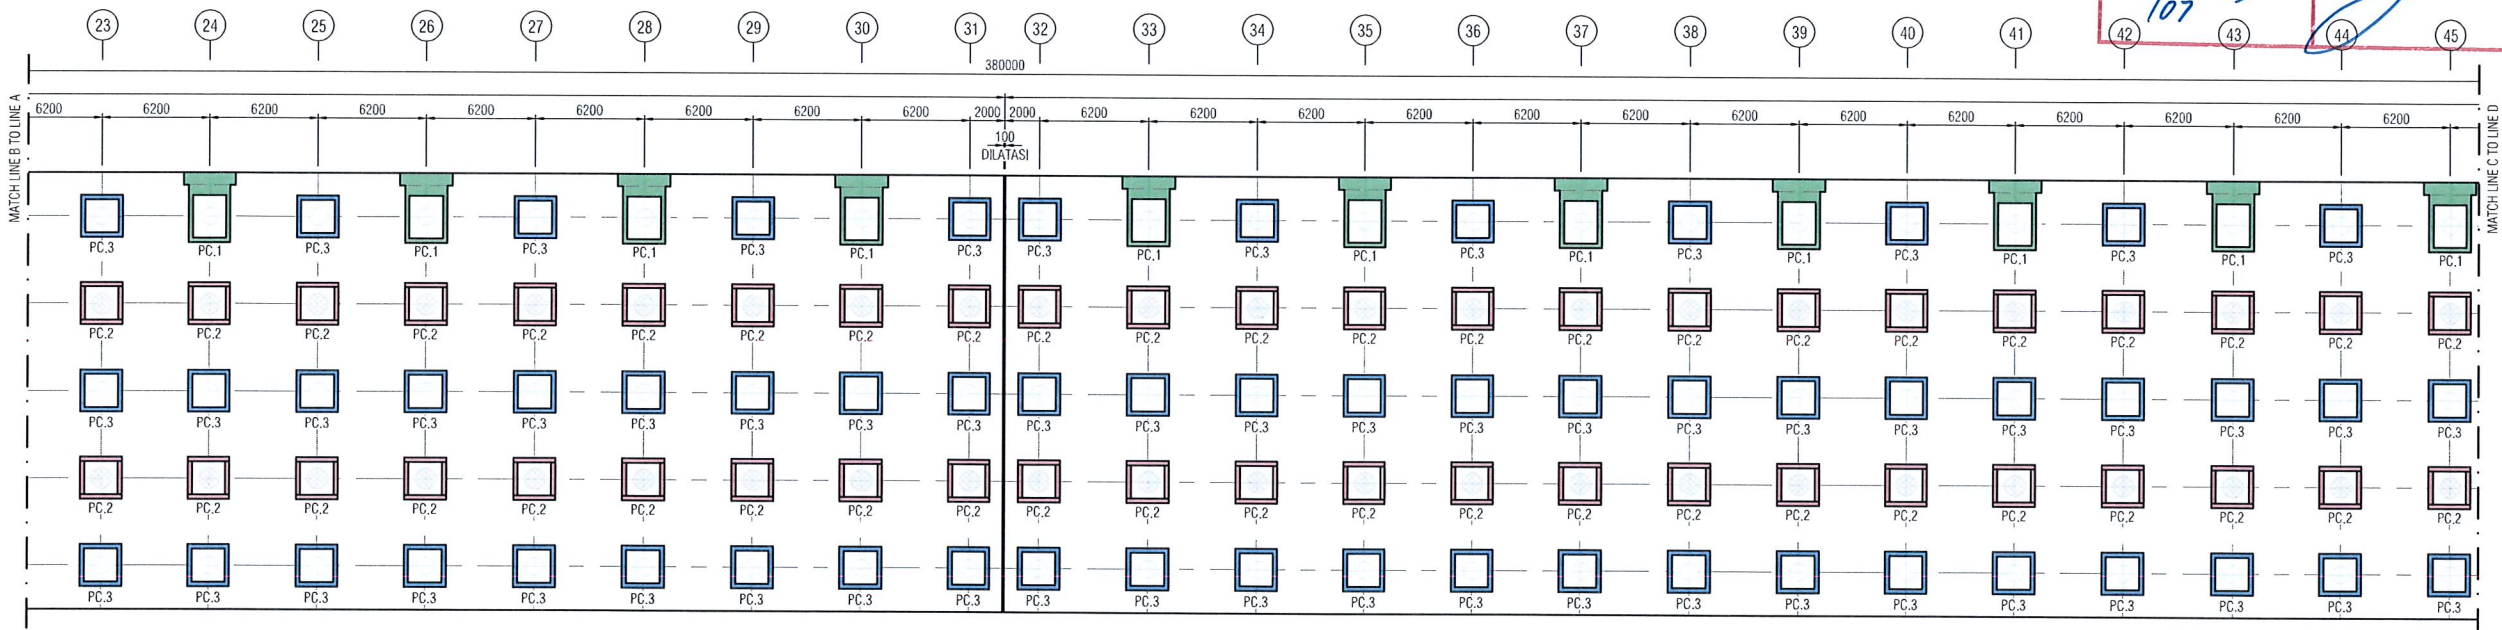 107
23 24 25 26 27 28 29 30 31 32 33 34 35 36 37 38 39 40 41 42 43 44 45
380000
6200 6200 6200 6200 6200 6200 6200 6200 6200 2000 2000 6200 6200 6200 6200 6200 6200 6200 6200 6200 6200 6200 6200 6200
100
DILATASI
MATCH LINE B TO LINE A
MATCH LINE C TO LINE D
PC.3 PC.1 PC.3 PC.1 PC.3 PC.1 PC.3 PC.1 PC.3 PC.3 PC.1 PC.3 PC.1 PC.3 PC.1 PC.3 PC.1 PC.3 PC.1 PC.3 PC.1 PC.3 PC.1
PC.2 PC.2 PC.2 PC.2 PC.2 PC.2 PC.2 PC.2 PC.2 PC.2 PC.2 PC.2 PC.2 PC.2 PC.2 PC.2 PC.2 PC.2 PC.2 PC.2 PC.2 PC.2 PC.2
PC.3 PC.3 PC.3 PC.3 PC.3 PC.3 PC.3 PC.3 PC.3 PC.3 PC.3 PC.3 PC.3 PC.3 PC.3 PC.3 PC.3 PC.3 PC.3 PC.3 PC.3 PC.3 PC.3
PC.2 PC.2 PC.2 PC.2 PC.2 PC.2 PC.2 PC.2 PC.2 PC.2 PC.2 PC.2 PC.2 PC.2 PC.2 PC.2 PC.2 PC.2 PC.2 PC.2 PC.2 PC.2 PC.2
PC.3 PC.3 PC.3 PC.3 PC.3 PC.3 PC.3 PC.3 PC.3 PC.3 PC.3 PC.3 PC.3 PC.3 PC.3 PC.3 PC.3 PC.3 PC.3 PC.3 PC.3 PC.3 PC.3